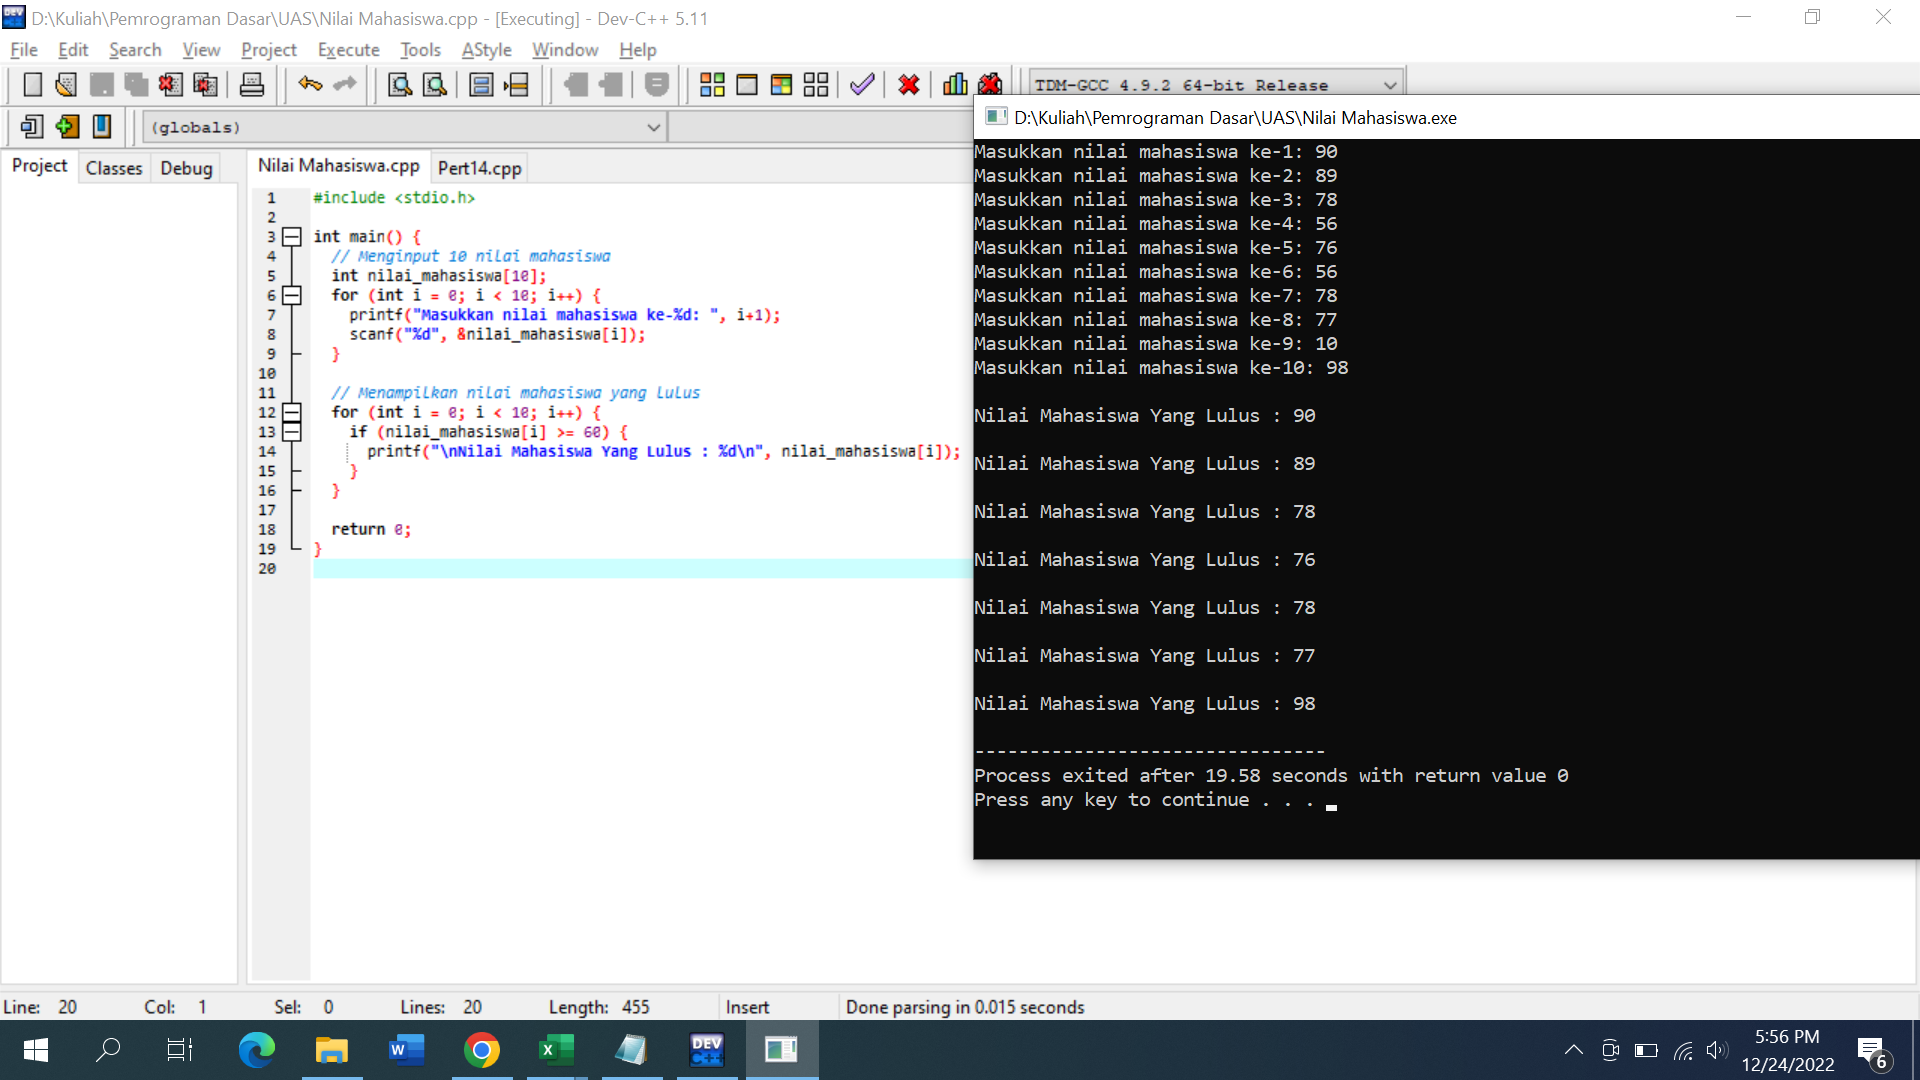 D:\Kuliah\Pemrograman Dasar\UAS\Nilai Mahasiswa.cpp - [Executing] - Dev-C++ 5.11
File Edit Search View Project Execute Tools AStyle Window Help
TDM-GCC 4.9.2 64-bit Release
(globals)
Project Classes Debug
Nilai Mahasiswa.cpp Pert14.cpp
1 #include <stdio.h>
2
3 int main() {
4 // Menginput 10 nilai mahasiswa
5 int nilai_mahasiswa[10];
6 for (int i = 0; i < 10; i++) {
7 printf("Masukkan nilai mahasiswa ke-%d: ", i+1);
8 scanf("%d", &nilai_mahasiswa[i]);
9 }
10
11 // Menampilkan nilai mahasiswa yang lulus
12 for (int i = 0; i < 10; i++) {
13 if (nilai_mahasiswa[i] >= 60) {
14 printf("\nNilai Mahasiswa Yang Lulus : %d\n", nilai_mahasiswa[i]);
15 }
16 }
17
18 return 0;
19 }
20
D:\Kuliah\Pemrograman Dasar\UAS\Nilai Mahasiswa.exe
Masukkan nilai mahasiswa ke-1: 90
Masukkan nilai mahasiswa ke-2: 89
Masukkan nilai mahasiswa ke-3: 78
Masukkan nilai mahasiswa ke-4: 56
Masukkan nilai mahasiswa ke-5: 76
Masukkan nilai mahasiswa ke-6: 56
Masukkan nilai mahasiswa ke-7: 78
Masukkan nilai mahasiswa ke-8: 77
Masukkan nilai mahasiswa ke-9: 10
Masukkan nilai mahasiswa ke-10: 98
Nilai Mahasiswa Yang Lulus : 90
Nilai Mahasiswa Yang Lulus : 89
Nilai Mahasiswa Yang Lulus : 78
Nilai Mahasiswa Yang Lulus : 76
Nilai Mahasiswa Yang Lulus : 78
Nilai Mahasiswa Yang Lulus : 77
Nilai Mahasiswa Yang Lulus : 98
--------------------------------
Process exited after 19.58 seconds with return value 0
Press any key to continue . . .
Line: 20 Col: 1 Sel: 0 Lines: 20 Length: 455 Insert Done parsing in 0.015 seconds
DEV C++
5:56 PM
12/24/2022
6